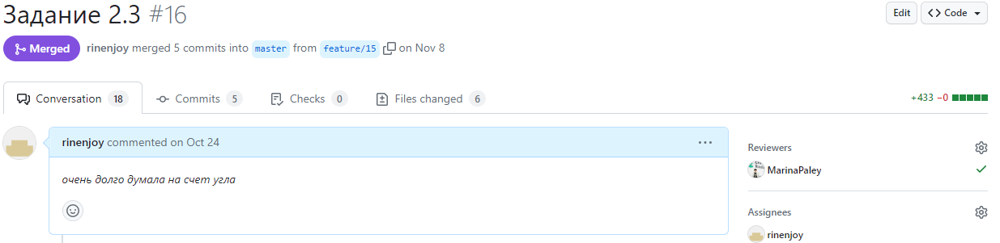 Задание 2.3 #16
Edit
Code
Merged rinenjoy merged 5 commits into master from feature/15 on Nov 8
Conversation 18
Commits 5
Checks 0
Files changed 6
+433 −0
rinenjoy commented on Oct 24
очень долго думала на счет угла
Reviewers
MarinaPaley
Assignees
rinenjoy